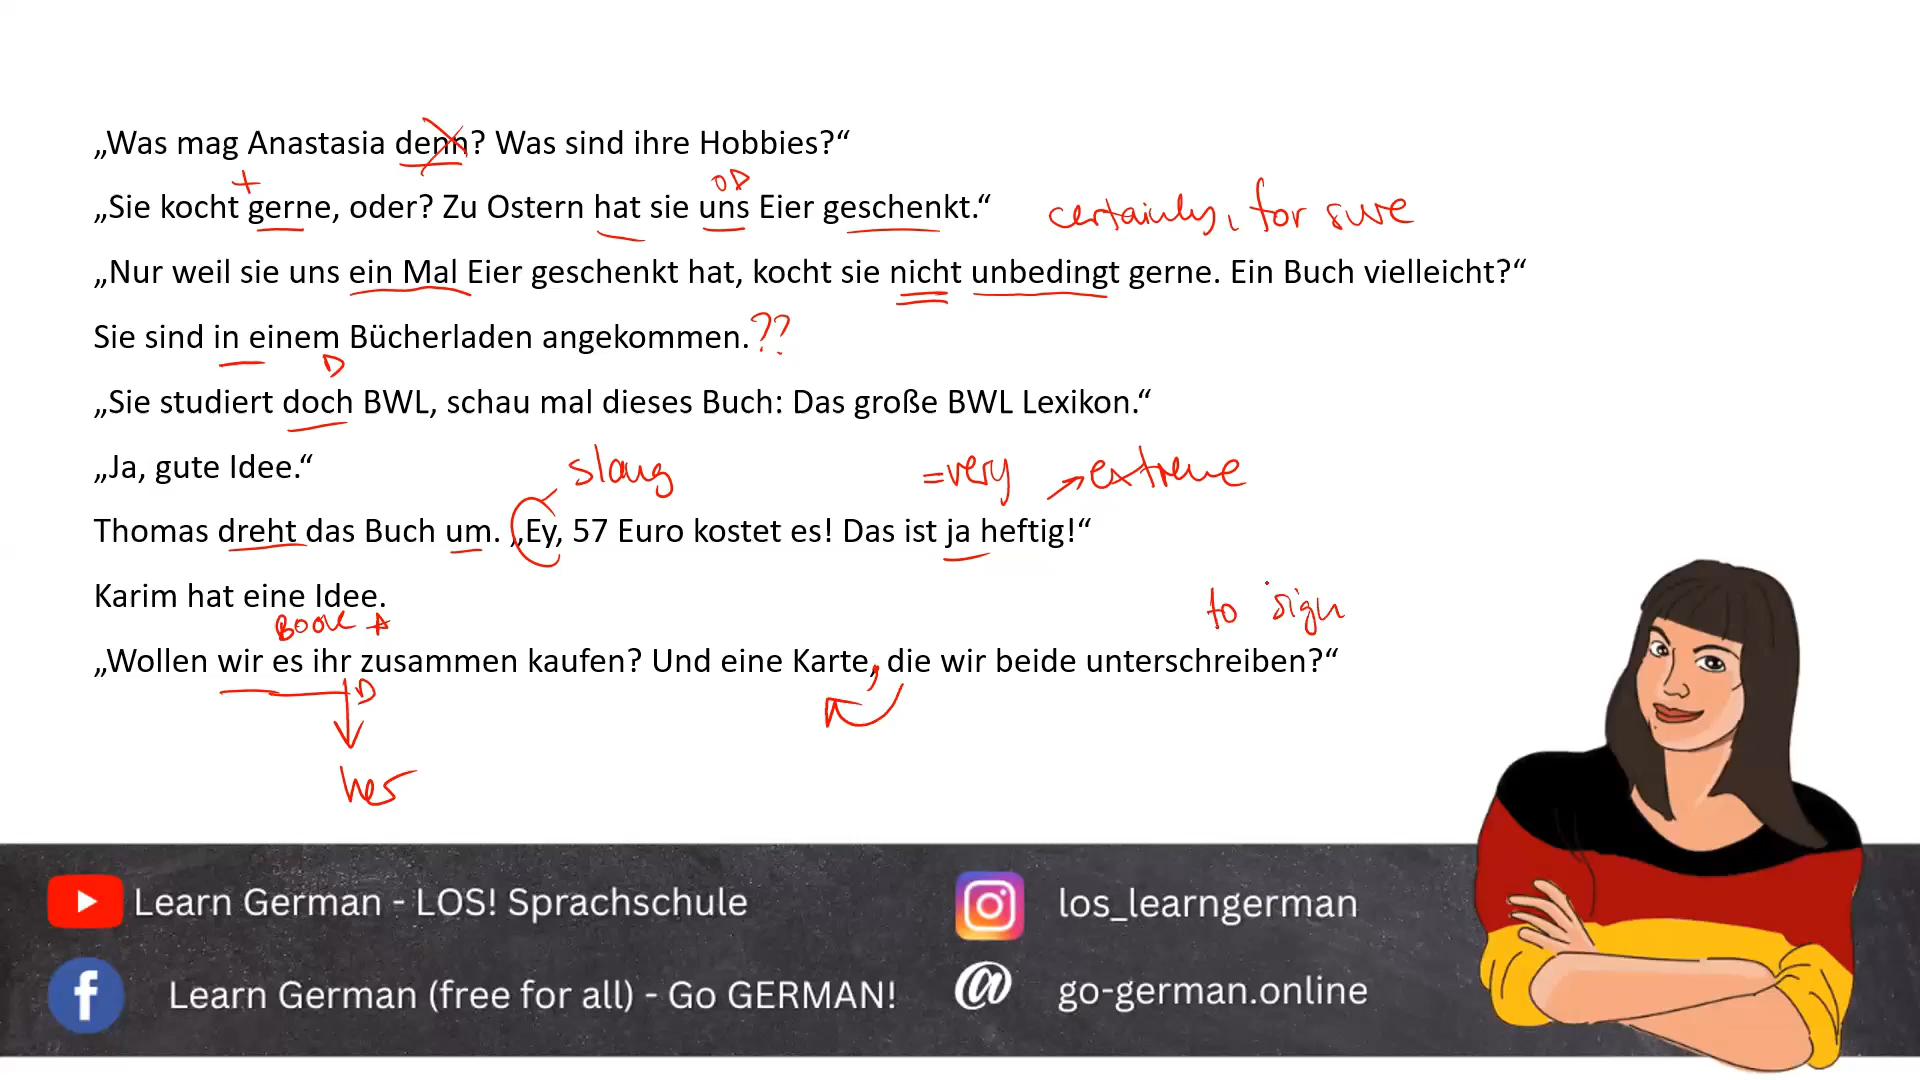 „Was mag Anastasia denn? Was sind ihre Hobbies?“
+ OD
„Sie kocht gerne, oder? Zu Ostern hat sie uns Eier geschenkt.“ certainly, for sure
„Nur weil sie uns ein Mal Eier geschenkt hat, kocht sie nicht unbedingt gerne. Ein Buch vielleicht?“
Sie sind in einem Bücherladen angekommen. ??
D
„Sie studiert doch BWL, schau mal dieses Buch: Das große BWL Lexikon.“
„Ja, gute Idee.“ slang =very extreme
Thomas dreht das Buch um. „Ey, 57 Euro kostet es! Das ist ja heftig!“
Karim hat eine Idee. to sign
Book A
„Wollen wir es ihr zusammen kaufen? Und eine Karte, die wir beide unterschreiben?“
D
her
Learn German - LOS! Sprachschule
los_learngerman
Learn German (free for all) - Go GERMAN!
@ go-german.online